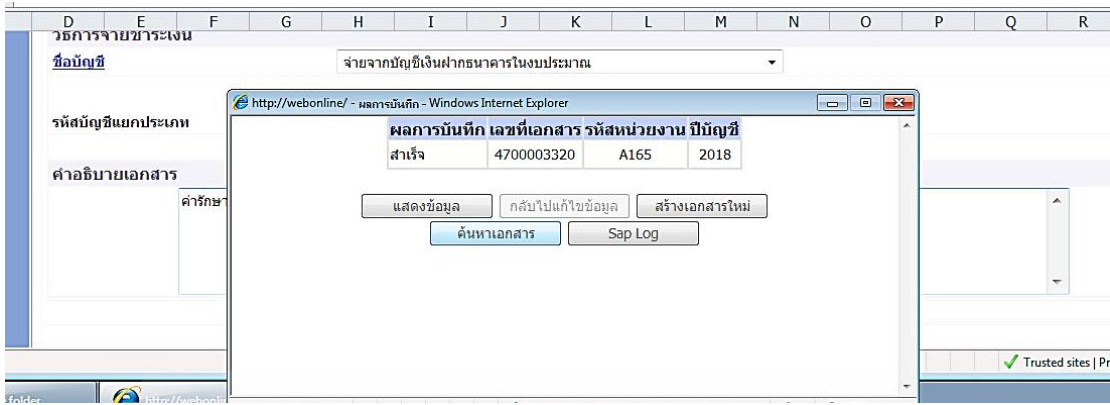 D E F G H I J K L M N O P Q R
วิธีการจ่ายชำระเงิน
ชื่อบัญชี จ่ายจากบัญชีเงินฝากธนาคารในงบประมาณ
http://webonline/ - ผลการบันทึก - Windows Internet Explorer
รหัสบัญชีแยกประเภท
ผลการบันทึก เลขที่เอกสาร รหัสหน่วยงาน ปีบัญชี
สำเร็จ 4700003320 A165 2018
คำอธิบายเอกสาร
ค่ารักษา
แสดงข้อมูล กลับไปแก้ไขข้อมูล สร้างเอกสารใหม่
ค้นหาเอกสาร Sap Log
Trusted sites | Pr
folder http://webonlin